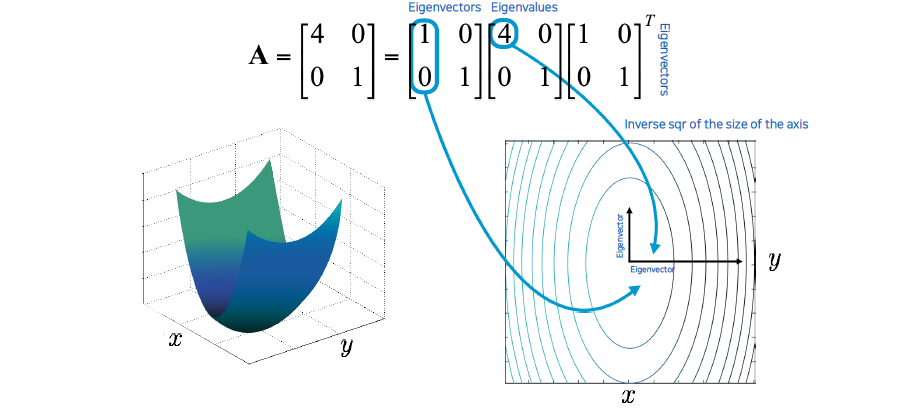 Eigenvectors Eigenvalues
A = [4 0 0 1] = [1 0 0 1] [4 0 0 1] [1 0 0 1]^T
Eigenvectors
Inverse sqr of the size of the axis
Eigenvector
Eigenvector
y
x
y
x